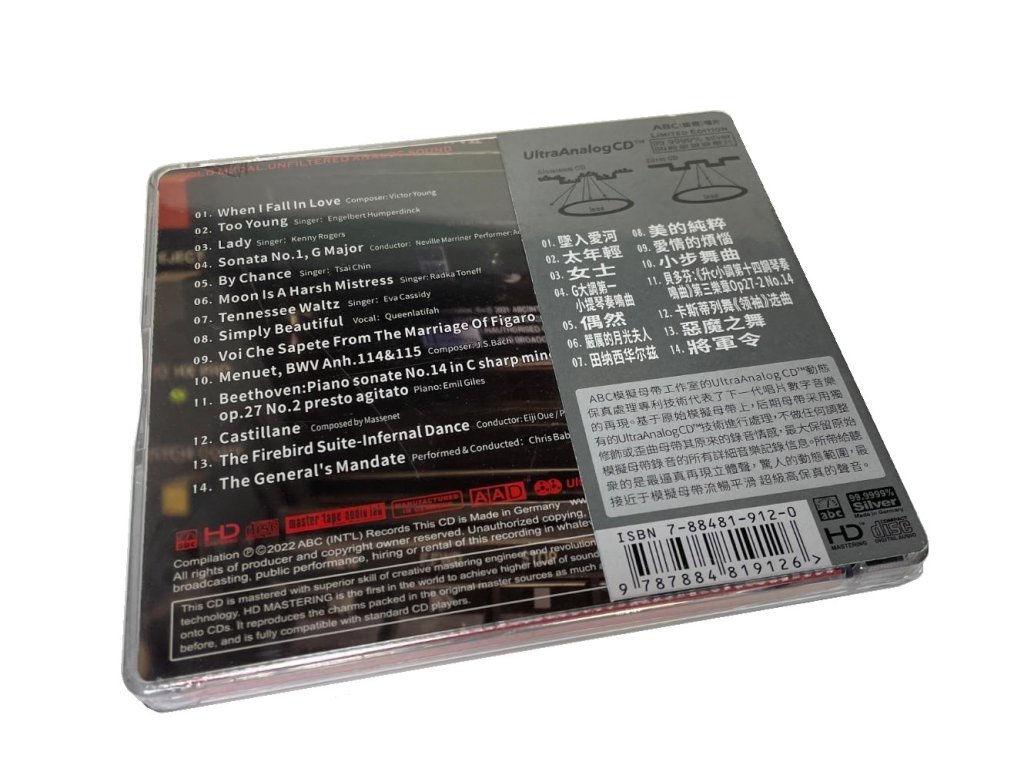 OLD METAL UNFILTERED ANALOG SOUND
01. When I Fall In Love Composer: Victor Young
02. Too Young Singer: Engelbert Humperdinck
03. Lady Singer: Kenny Rogers
04. Sonata No.1, G Major Conductor: Neville Marriner Performer:
05. By Chance Singer: Tsai Chin
06. Moon Is A Harsh Mistress Singer: Radka Toneff
07. Tennessee Waltz Singer: Eva Cassidy
08. Simply Beautiful Vocal: Queenlatifah
09. Voi Che Sapete From The Marriage Of Figaro
10. Menuet, BWV Anh.114&115 Composer: J.S.Bach
11. Beethoven:Piano sonate No.14 in C sharp
op.27 No.2 presto agitato Piano: Emil Giles
12. Castillane Composed by Massenet
13. The Firebird Suite-Infernal Dance Conductor: Eiji Oue /
14. The General's Mandate Performed & Conducted: Chris
abc HD disc master tape audio lab MANUFACTURED AAD
Compilation ℗©2022 ABC (INT'L) Records This CD is Made in Germany
All rights of producer and copyright owner reserved. Unauthorized copying,
broadcasting, public performance, hiring or rental of this recording in
This CD is mastered with superior skill of creative mastering engineer and
technology. HD MASTERING is the first in the world to achieve higher level of
onto CDs. It reproduces the charms packed in the original master sources as much
before, and is fully compatible with standard CD players.
ABC(國際)唱片
LIMITED EDITION
UltraAnalogCD™
99.9999% silver
Aluminium CD
Silver CD
laser
laser
01. 墜入愛河
02. 太年輕
03. 女士
04. G大調第一
小提琴奏鳴曲
05. 偶然
06. 嚴厲的月光夫人
07. 田纳西华尔兹
08. 美的純粹
09. 愛情的煩惱
10. 小步舞曲
11. 貝多芬:《升c小調第十四鋼琴奏
鳴曲》第三樂章Op27-2 No.14
12. 卡斯蒂列舞《領袖》选曲
13. 惡魔之舞
14. 將軍令
ABC模擬母帶工作室的UltraAnalogCD™動態
保真處理專利技術代表了下一代唱片數字音樂
的再現。基于原始模擬母帶上,后期母帶采用獨
有的UltraAnalogCD™技術進行處理,不做任何調整
修飾或歪曲母帶其原來的錄音情感,最大保留原始
模擬母帶錄音的所有詳細音樂記錄信息。所帶給聽
衆的是最逼真再現立體聲,驚人的動態範圍,最
接近于模擬母帶流暢平滑 超級高保真的聲音。
ISBN 7-88481-912-0
9 787884 819126 >
abc
99.9999%
Silver
Made in Germany
HD
MASTERING
COMPACT
disc
DIGITAL AUDIO